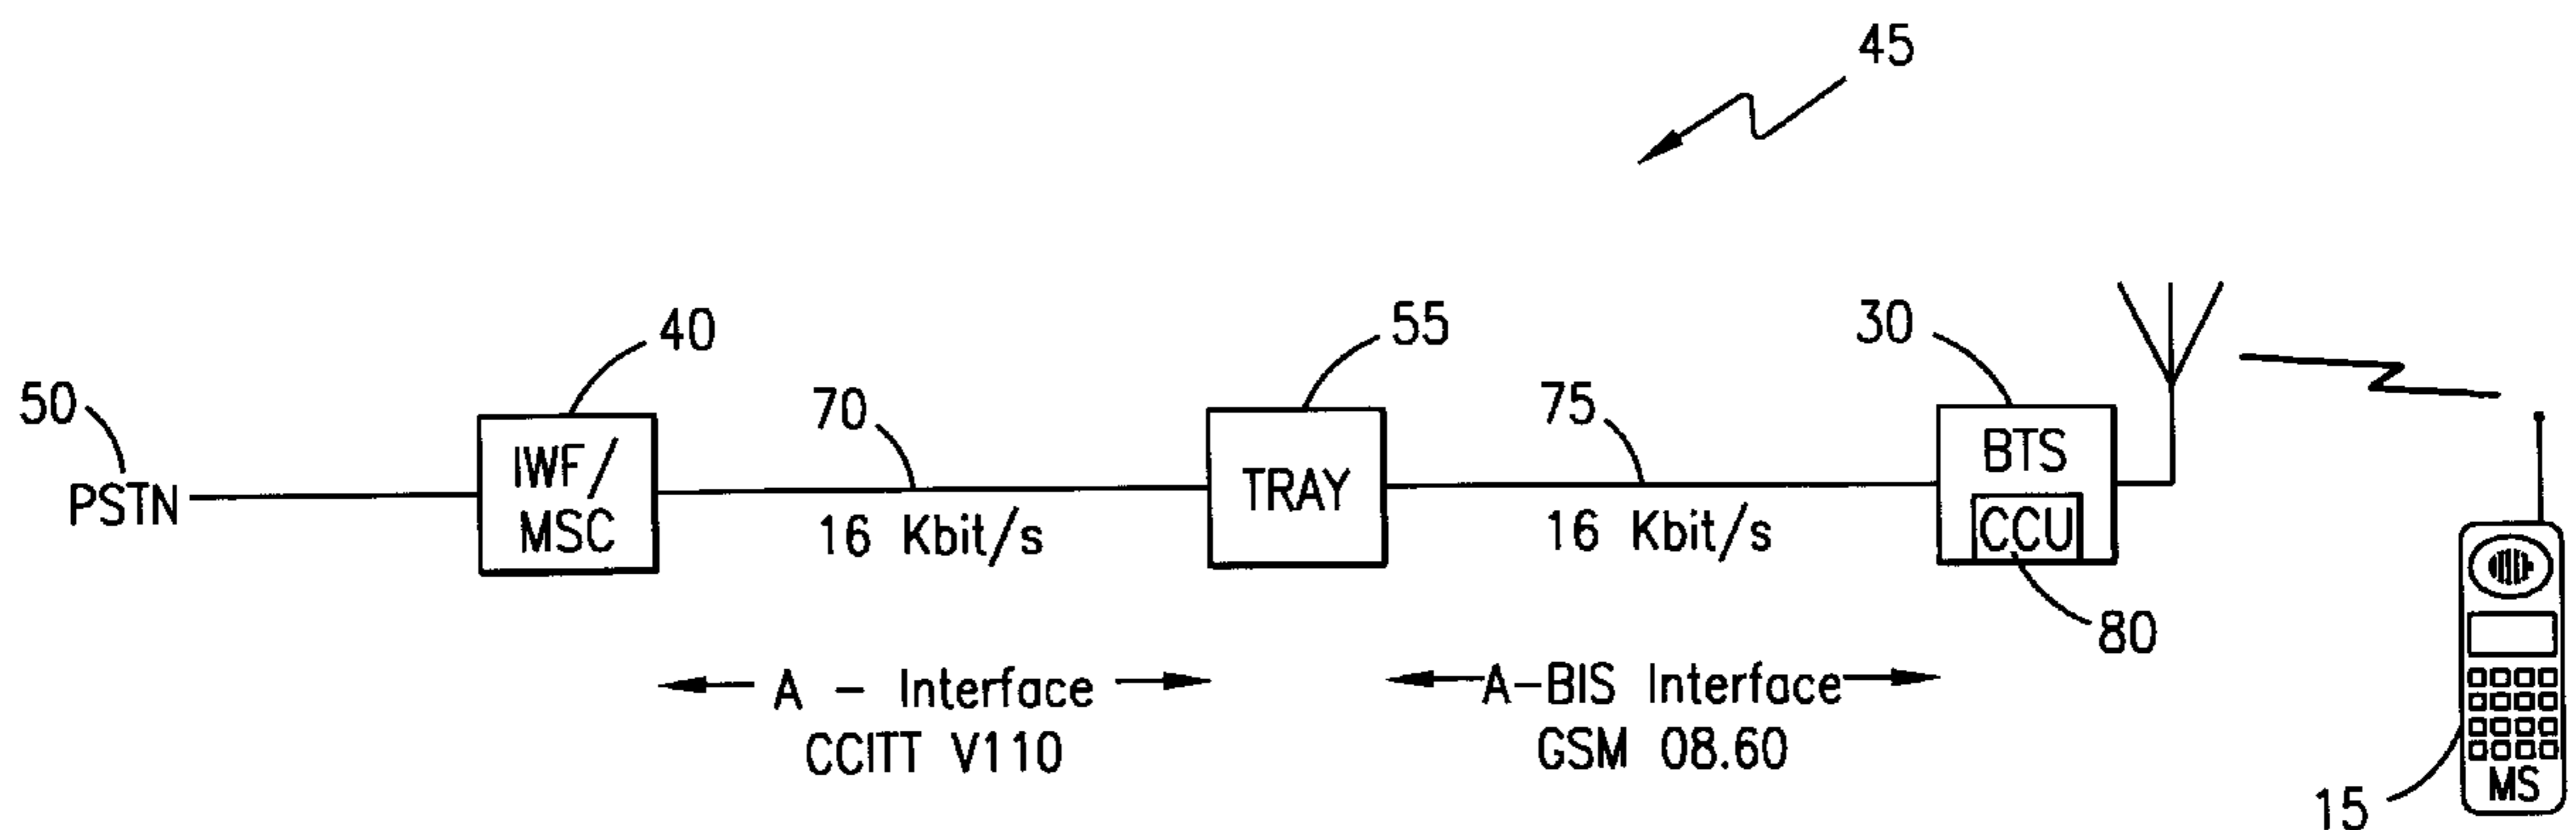 45
50
PSTN
40
IWF/
MSC
70
16 Kbit/s
55
TRAY
75
16 Kbit/s
30
BTS
CCU
80
A - Interface
CCITT V110
A-BIS Interface
GSM 08.60
MS
15